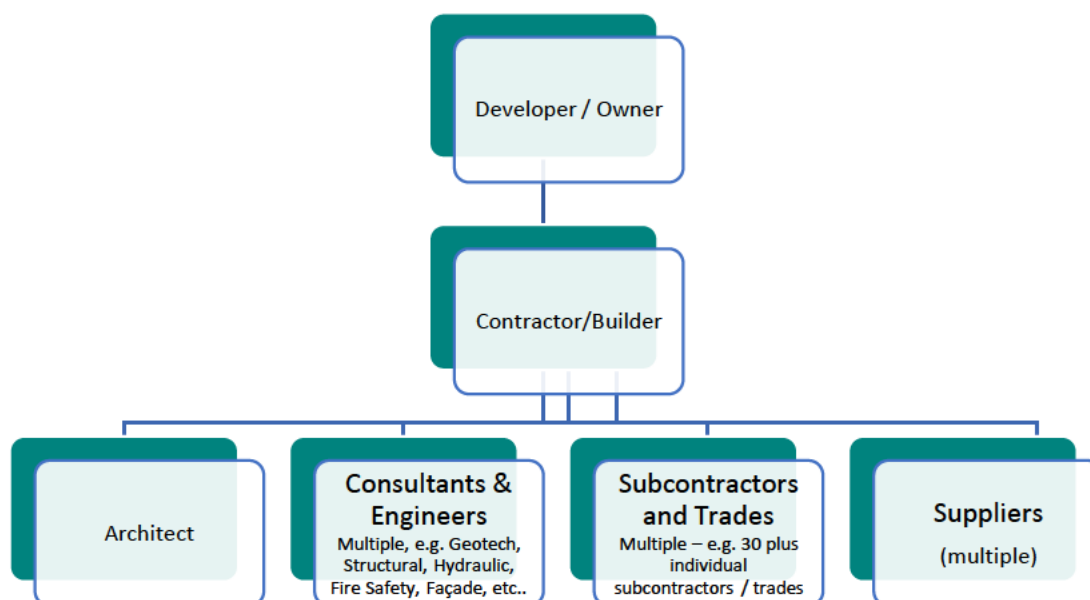 Developer / Owner
Contractor/Builder
Architect
Consultants &
Engineers
Multiple, e.g. Geotech,
Structural, Hydraulic,
Fire Safety, Façade, etc..
Subcontractors
and Trades
Multiple – e.g. 30 plus
individual
subcontractors / trades
Suppliers
(multiple)